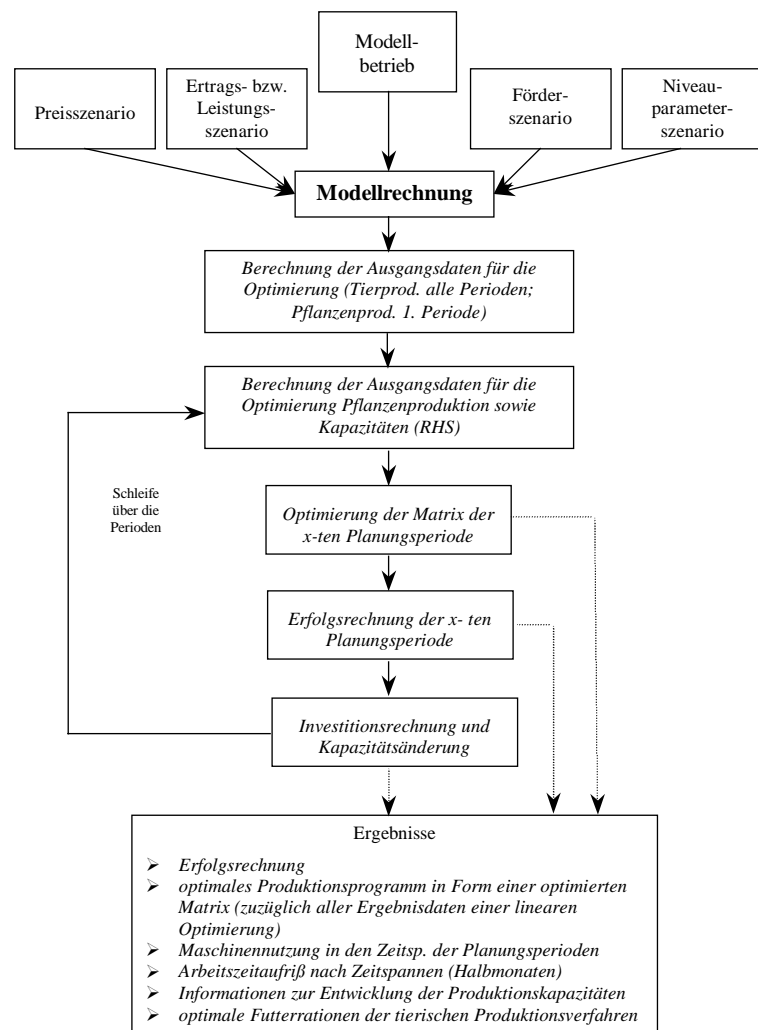 Modell-
betrieb
Preisszenario
Ertrags- bzw.
Leistungs-
szenario
Förder-
szenario
Niveau-
parameter-
szenario
Modellrechnung
Berechnung der Ausgangsdaten für die
Optimierung (Tierprod. alle Perioden;
Pflanzenprod. 1. Periode)
Berechnung der Ausgangsdaten für die
Optimierung Pflanzenproduktion sowie
Kapazitäten (RHS)
Schleife
über die
Perioden
Optimierung der Matrix der
x-ten Planungsperiode
Erfolgsrechnung der x- ten
Planungsperiode
Investitionsrechnung und
Kapazitätsänderung
Ergebnisse
➢ Erfolgsrechnung
➢ optimales Produktionsprogramm in Form einer optimierten
Matrix (zuzüglich aller Ergebnisdaten einer linearen
Optimierung)
➢ Maschinennutzung in den Zeitsp. der Planungsperioden
➢ Arbeitszeitaufriß nach Zeitspannen (Halbmonaten)
➢ Informationen zur Entwicklung der Produktionskapazitäten
➢ optimale Futterrationen der tierischen Produktionsverfahren